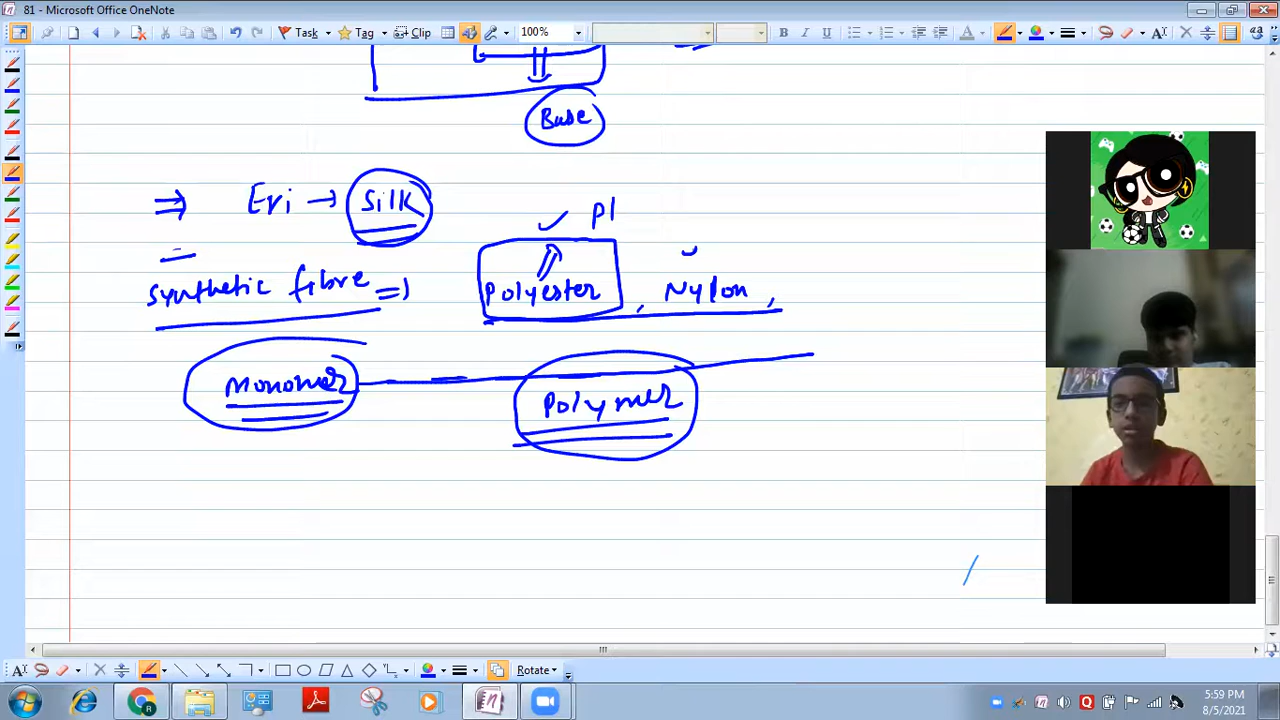 81 - Microsoft Office OneNote
Task Tag Clip 100% B I U A
Base
⇒ Eri → Silk
pl
synthetic fibre ⇒ Polyester, Nylon,
Monomer Polymer
Rotate
5:59 PM
8/5/2021